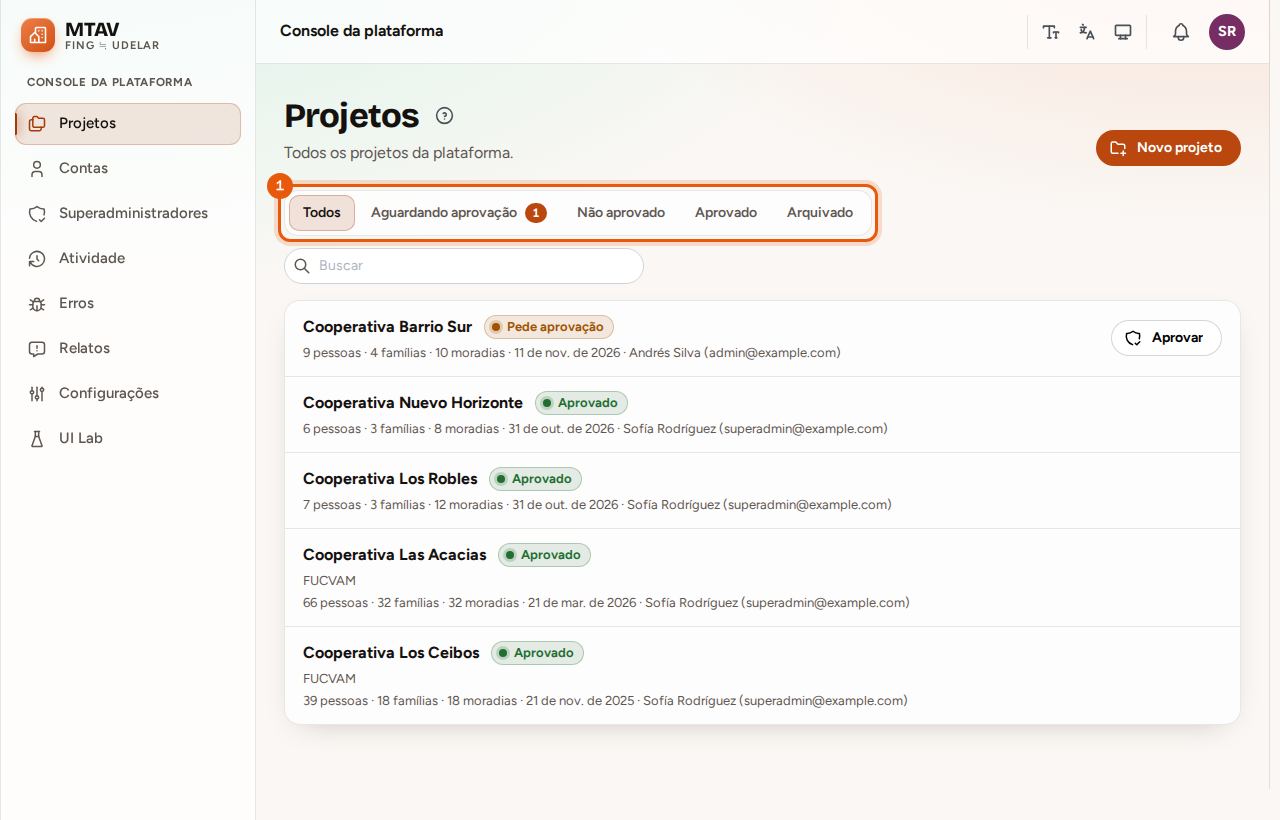 MTAV
FING ≒ UDELAR
CONSOLE DA PLATAFORMA
Projetos
Contas
Superadministradores
Atividade
Erros
Relatos
Configurações
UI Lab
Console da plataforma
SR
Projetos
Todos os projetos da plataforma.
Novo projeto
1
Todos Aguardando aprovação 1 Não aprovado Aprovado Arquivado
Buscar
Cooperativa Barrio Sur Pede aprovação
9 pessoas · 4 famílias · 10 moradias · 11 de nov. de 2026 · Andrés Silva (admin@example.com)
Aprovar
Cooperativa Nuevo Horizonte Aprovado
6 pessoas · 3 famílias · 8 moradias · 31 de out. de 2026 · Sofía Rodríguez (superadmin@example.com)
Cooperativa Los Robles Aprovado
7 pessoas · 3 famílias · 12 moradias · 31 de out. de 2026 · Sofía Rodríguez (superadmin@example.com)
Cooperativa Las Acacias Aprovado
FUCVAM
66 pessoas · 32 famílias · 32 moradias · 21 de mar. de 2026 · Sofía Rodríguez (superadmin@example.com)
Cooperativa Los Ceibos Aprovado
FUCVAM
39 pessoas · 18 famílias · 18 moradias · 21 de nov. de 2025 · Sofía Rodríguez (superadmin@example.com)